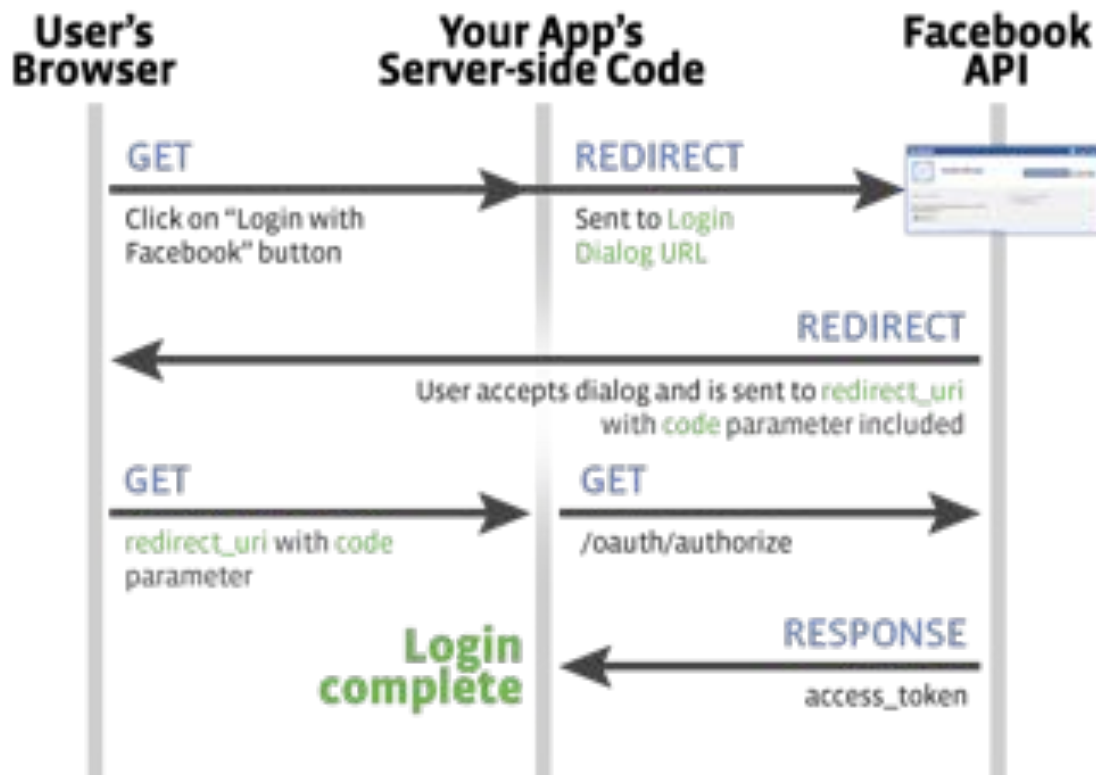 User's
Browser
Your App's
Server-side Code
Facebook
API
GET
Click on "Login with
Facebook" button
REDIRECT
Sent to Login
Dialog URL
REDIRECT
User accepts dialog and is sent to redirect_uri
with code parameter included
GET
redirect_uri with code
parameter
GET
/oauth/authorize
RESPONSE
access_token
Login
complete